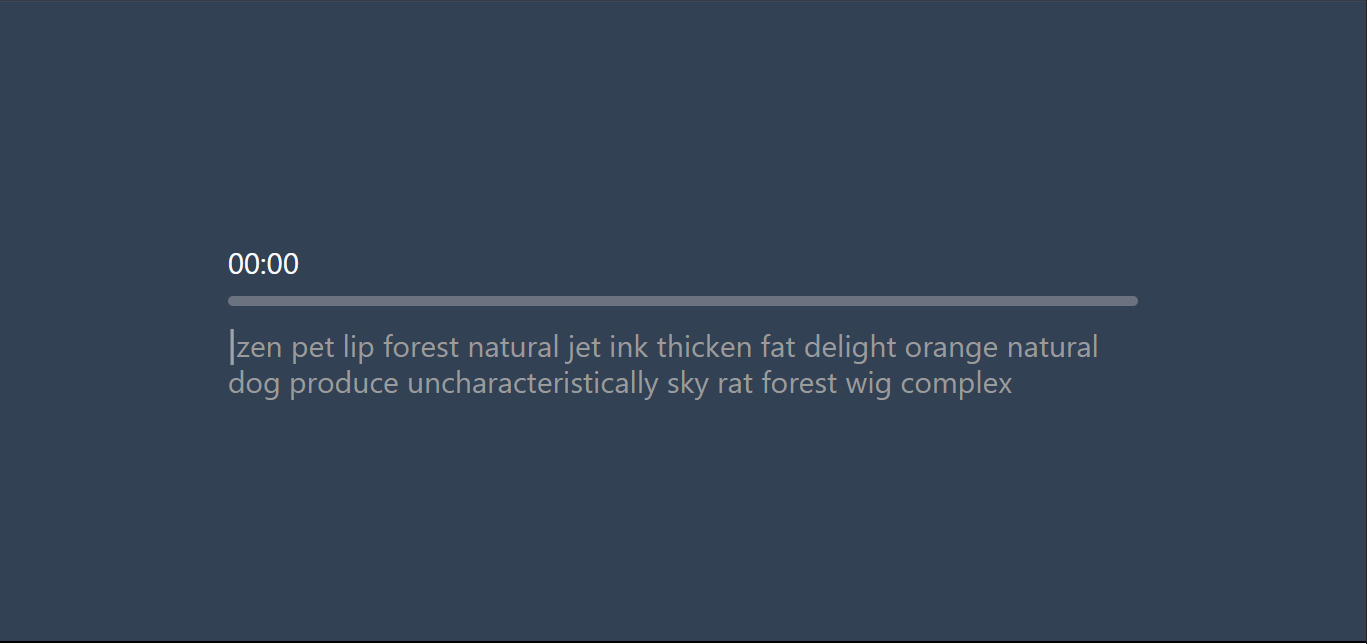 00:00
zen pet lip forest natural jet ink thicken fat delight orange natural
dog produce uncharacteristically sky rat forest wig complex